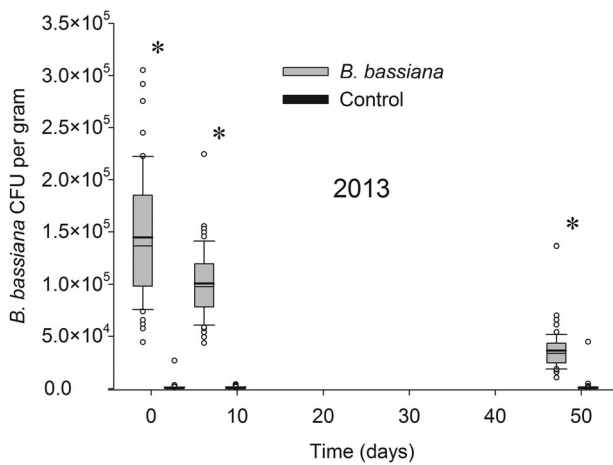 3.5×10⁵
3.0×10⁵
2.5×10⁵
2.0×10⁵
1.5×10⁵
1.0×10⁵
5.0×10⁴
0.0
B. bassiana CFU per gram
* * *
B. bassiana
Control
2013
0 10 20 30 40 50
Time (days)